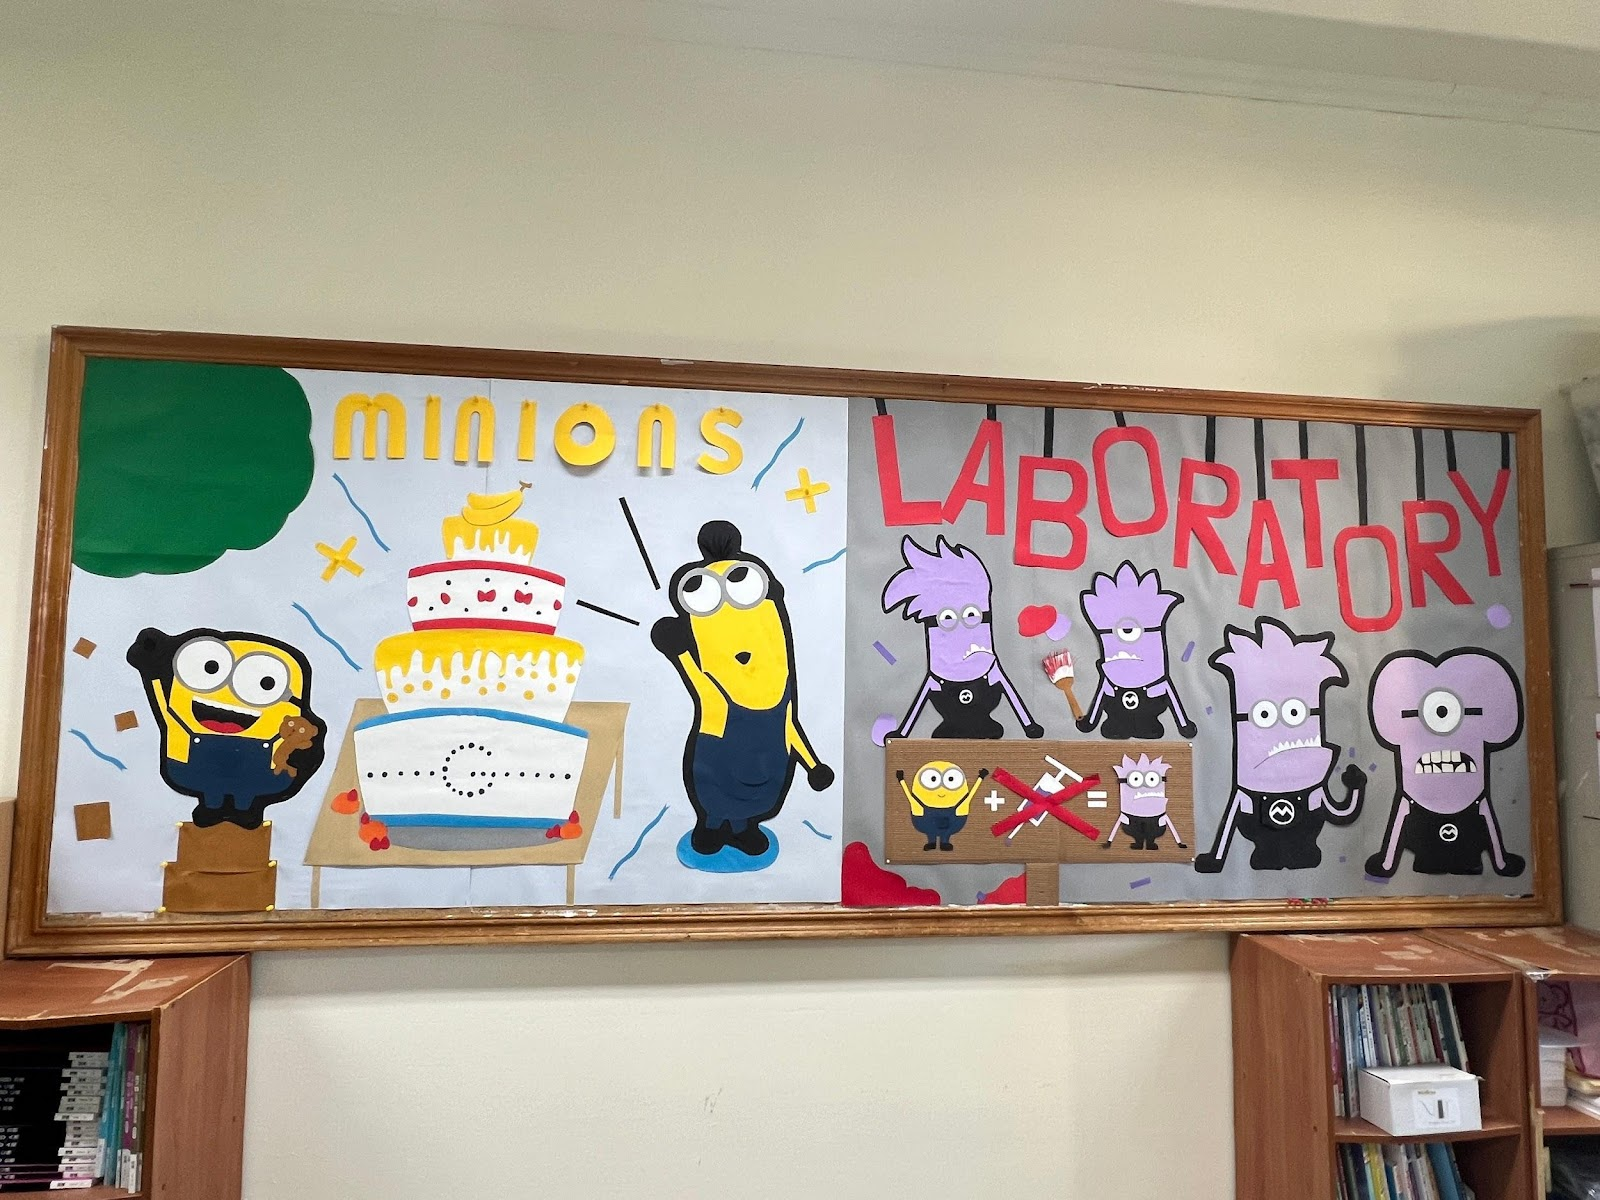 MINIONS
LABORATORY
G
+ =